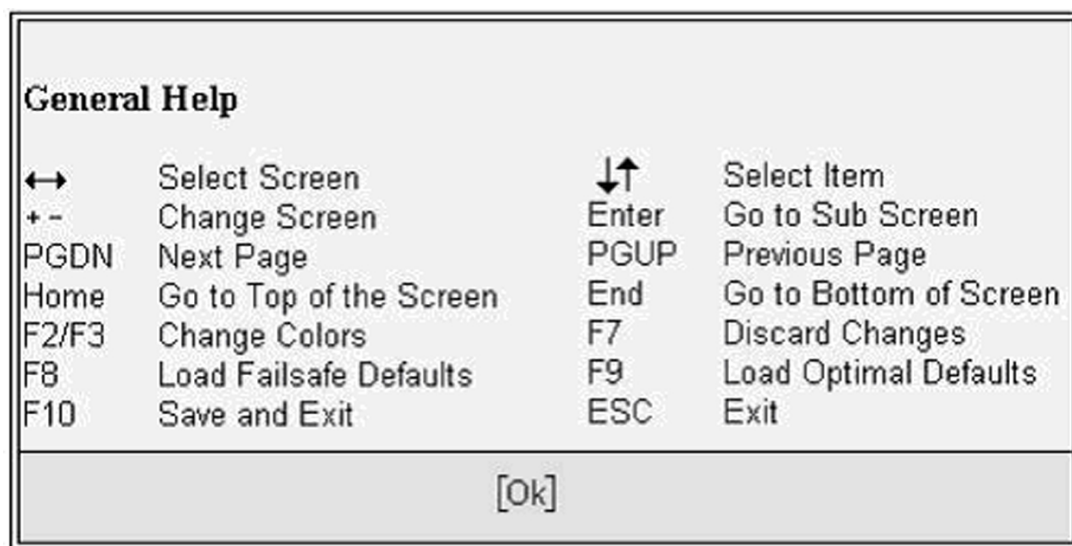 General Help
↔ Select Screen ↓↑ Select Item
+ - Change Screen Enter Go to Sub Screen
PGDN Next Page PGUP Previous Page
Home Go to Top of the Screen End Go to Bottom of Screen
F2/F3 Change Colors F7 Discard Changes
F8 Load Failsafe Defaults F9 Load Optimal Defaults
F10 Save and Exit ESC Exit
[Ok]